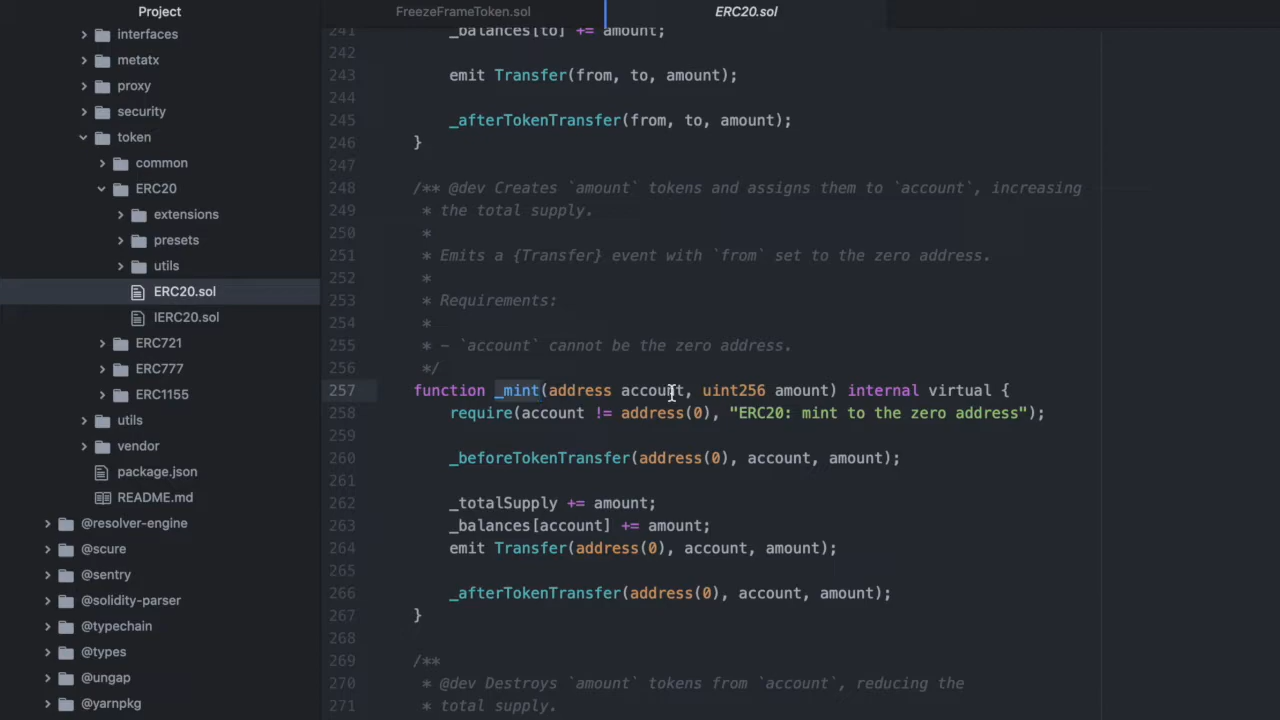 Project
interfaces
metatx
proxy
security
token
common
ERC20
extensions
presets
utils
ERC20.sol
IERC20.sol
ERC721
ERC777
ERC1155
utils
vendor
package.json
README.md
@resolver-engine
@scure
@sentry
@solidity-parser
@typechain
@types
@ungap
@yarnpkg
FreezeFrameToken.sol
ERC20.sol
241 _balances[to] += amount;
242
243 emit Transfer(from, to, amount);
244
245 _afterTokenTransfer(from, to, amount);
246 }
247
248 /** @dev Creates `amount` tokens and assigns them to `account`, increasing
249 * the total supply.
250 *
251 * Emits a {Transfer} event with `from` set to the zero address.
252 *
253 * Requirements:
254 *
255 * - `account` cannot be the zero address.
256 */
257 function _mint(address account, uint256 amount) internal virtual {
258 require(account != address(0), "ERC20: mint to the zero address");
259
260 _beforeTokenTransfer(address(0), account, amount);
261
262 _totalSupply += amount;
263 _balances[account] += amount;
264 emit Transfer(address(0), account, amount);
265
266 _afterTokenTransfer(address(0), account, amount);
267 }
268
269 /**
270 * @dev Destroys `amount` tokens from `account`, reducing the
271 * total supply.